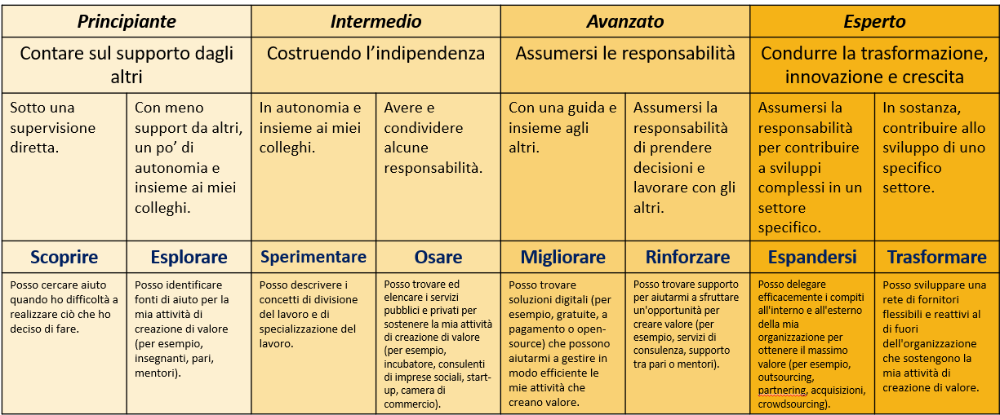 Principiante
Intermedio
Avanzato
Esperto
Contare sul supporto dagli
altri
Costruendo l’indipendenza
Assumersi le responsabilità
Condurre la trasformazione,
innovazione e crescita
Sotto una
supervisione
diretta.
Con meno
support da altri,
un po’ di
autonomia e
insieme ai miei
colleghi.
In autonomia e
insieme ai miei
colleghi.
Avere e
condividere
alcune
responsabilità.
Con una guida e
insieme agli
altri.
Assumersi la
responsabilità
di prendere
decisioni e
lavorare con gli
altri.
Assumersi la
responsabilità
per contribuire
a sviluppi
complessi in un
settore
specifico.
In sostanza,
contribuire allo
sviluppo di uno
specifico
settore.
Scoprire
Esplorare
Sperimentare
Osare
Migliorare
Rinforzare
Espandersi
Trasformare
Posso cercare aiuto
quando ho difficoltà a
realizzare ciò che ho
deciso di fare.
Posso identificare
fonti di aiuto per la
mia attività di
creazione di valore
(per esempio,
insegnanti, pari,
mentori).
Posso descrivere i
concetti di divisione
del lavoro e di
specializzazione del
lavoro.
Posso trovare ed
elencare i servizi
pubblici e privati per
sostenere la mia attività
di creazione di valore
(per esempio,
incubatore, consulenti
di imprese sociali, start-
up, camera di
commercio).
Posso trovare
soluzioni digitali (per
esempio, gratuite, a
pagamento o open-
source) che possono
aiutarmi a gestire in
modo efficiente le
mie attività che
creano valore.
Posso trovare supporto
per aiutarmi a sfruttare
un'opportunità per
creare valore (per
esempio, servizi di
consulenza, supporto
tra pari o mentori).
Posso delegare
efficacemente i compiti
all'interno e all'esterno
della mia
organizzazione per
ottenere il massimo
valore (per esempio,
outsourcing,
partnering, acquisizioni,
crowdsourcing).
Posso sviluppare una
rete di fornitori
flessibili e reattivi al
di fuori
dell'organizzazione
che sostengono la
mia attività di
creazione di valore.